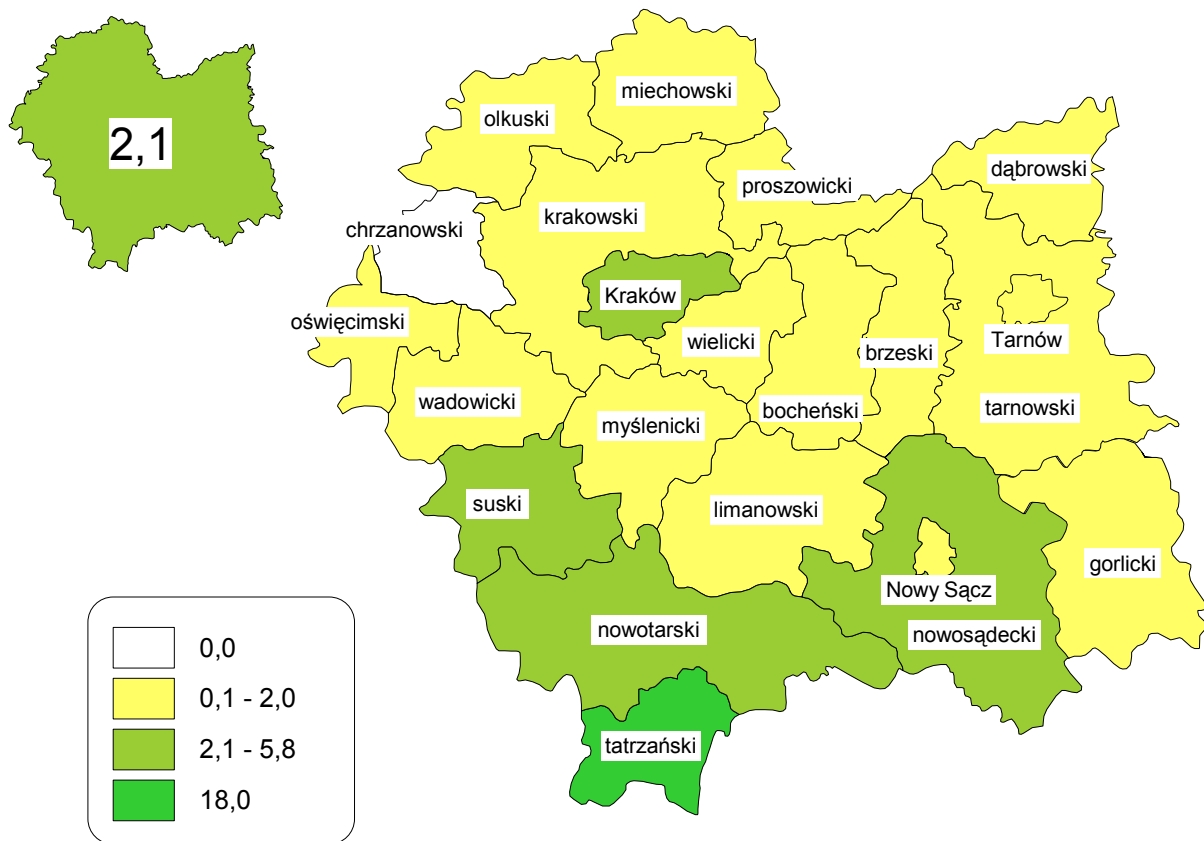 2,1
miechowski
olkuski
dąbrowski
proszowicki
krakowski
chrzanowski
Kraków
oświęcimski
wielicki
Tarnów
brzeski
wadowicki
bocheński
tarnowski
myślenicki
suski
limanowski
gorlicki
Nowy Sącz
nowotarski
nowosądecki
tatrzański
0,0
0,1 - 2,0
2,1 - 5,8
18,0